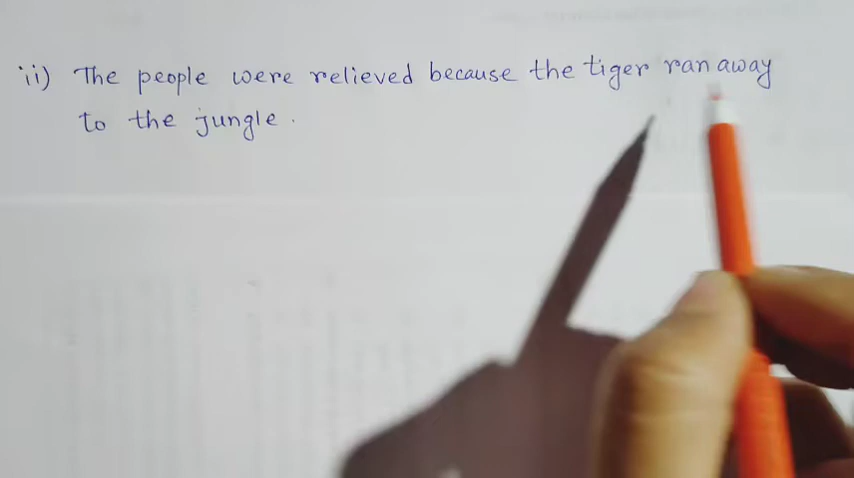 ii) The people were relieved because the tiger ran away
to the jungle.